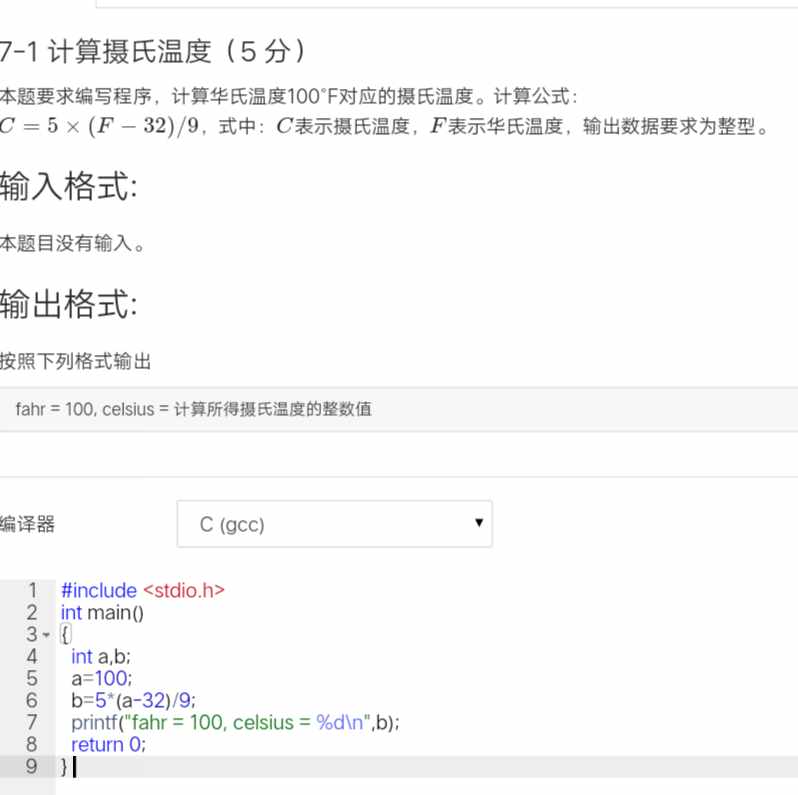 7-1 计算摄氏温度（5 分）
本题要求编写程序，计算华氏温度100°F对应的摄氏温度。计算公式：
C = 5 × (F − 32)/9，式中：C表示摄氏温度，F表示华氏温度，输出数据要求为整型。
输入格式:
本题目没有输入。
输出格式:
按照下列格式输出
fahr = 100, celsius = 计算所得摄氏温度的整数值
编译器
C (gcc)
1 #include <stdio.h>
2 int main()
3 {
4 int a,b;
5 a=100;
6 b=5*(a-32)/9;
7 printf("fahr = 100, celsius = %d\n",b);
8 return 0;
9 }